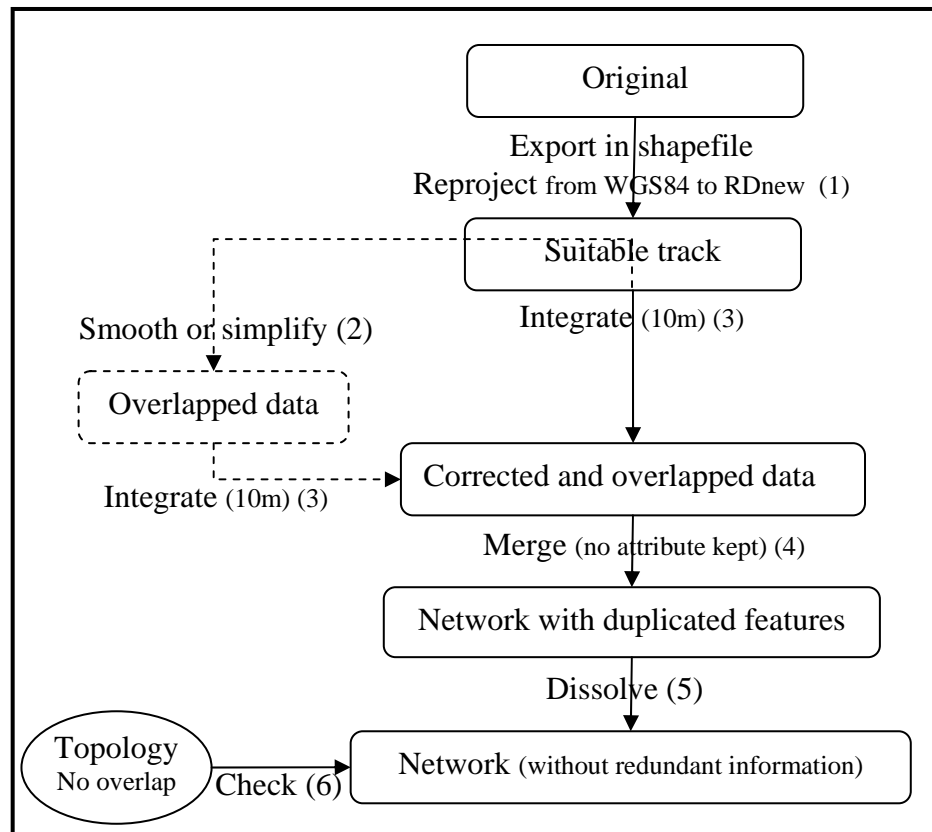 Original
Export in shapefile
Reproject from WGS84 to RDnew (1)
Suitable track
Integrate (10m) (3)
Smooth or simplify (2)
Overlapped data
Integrate (10m) (3)
Corrected and overlapped data
Merge (no attribute kept) (4)
Network with duplicated features
Dissolve (5)
Topology
No overlap
Check (6)
Network (without redundant information)